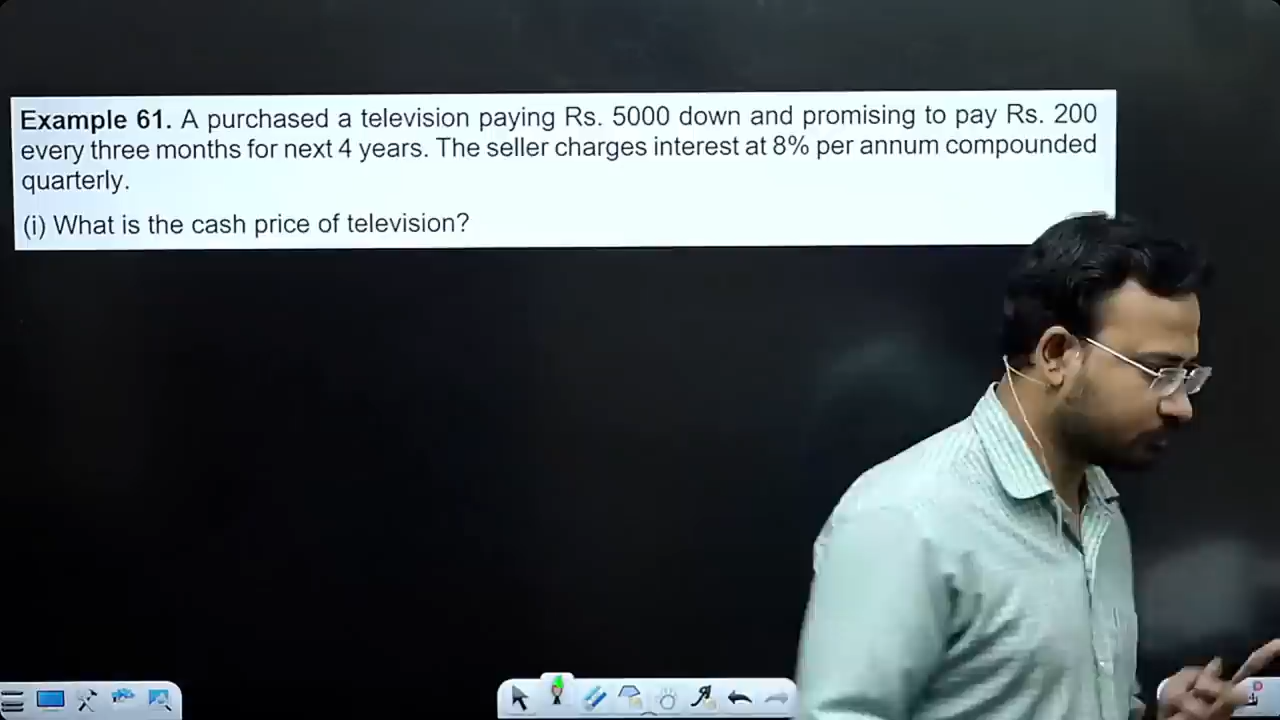 Example 61. A purchased a television paying Rs. 5000 down and promising to pay Rs. 200
every three months for next 4 years. The seller charges interest at 8% per annum compounded
quarterly.
(i) What is the cash price of television?